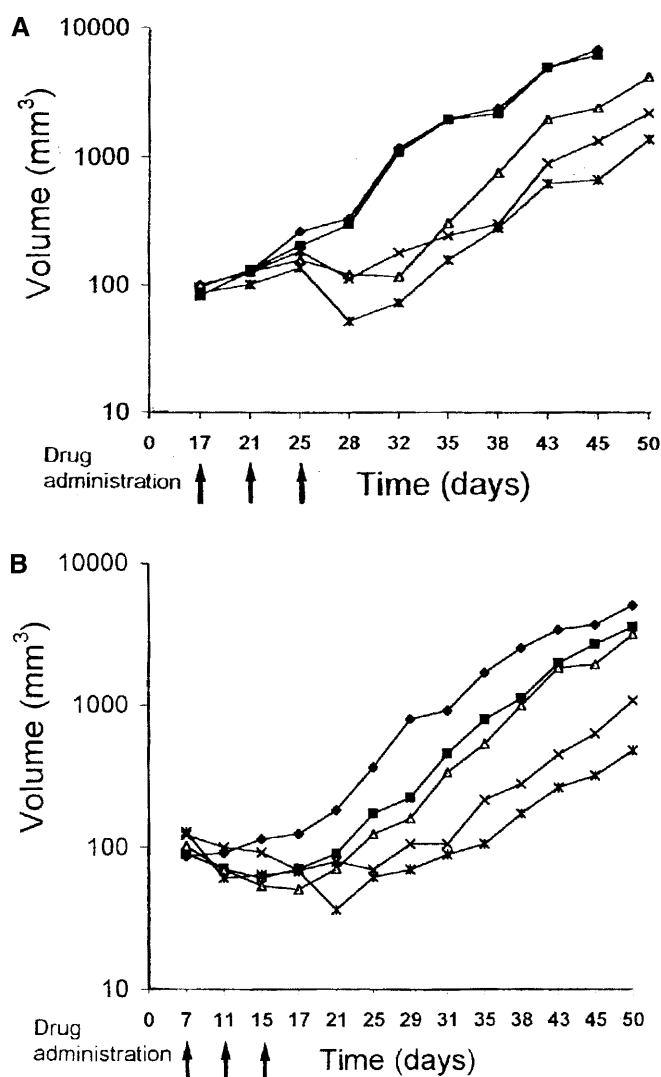 A
10000
1000
100
10
Volume (mm³)
0 17 21 25 28 32 35 38 43 45 50
Drug
administration
Time (days)
B
10000
1000
100
10
Volume (mm³)
0 7 11 15 17 21 25 29 31 35 38 43 45 50
Drug
administration
Time (days)